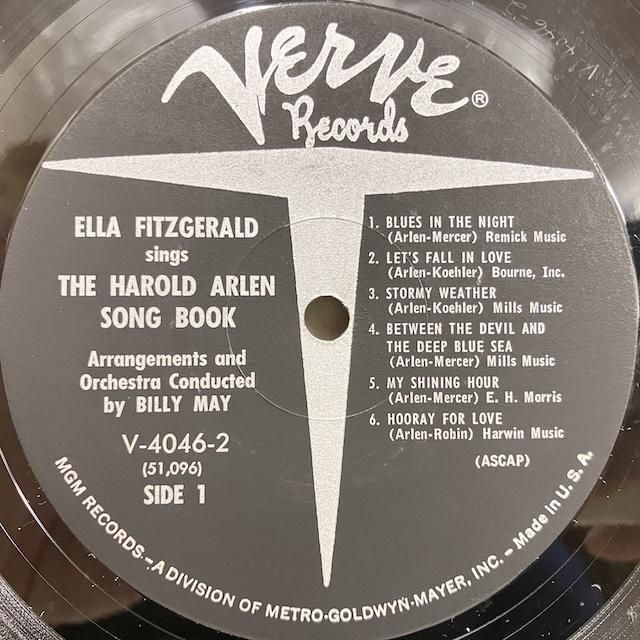 VERVE ®
Records
ELLA FITZGERALD
sings
THE HAROLD ARLEN
SONG BOOK
Arrangements and
Orchestra Conducted
by BILLY MAY
V-4046-2
(51,096)
SIDE 1
1. BLUES IN THE NIGHT
(Arlen-Mercer) Remick Music
2. LET'S FALL IN LOVE
(Arlen-Koehler) Bourne, Inc.
3. STORMY WEATHER
(Arlen-Koehler) Mills Music
4. BETWEEN THE DEVIL AND
THE DEEP BLUE SEA
(Arlen-Mercer) Mills Music
5. MY SHINING HOUR
(Arlen-Mercer) E. H. Morris
6. HOORAY FOR LOVE
(Arlen-Robin) Harwin Music
(ASCAP)
MGM RECORDS—A DIVISION OF METRO-GOLDWYN-MAYER, INC. – Made in U. S. A.